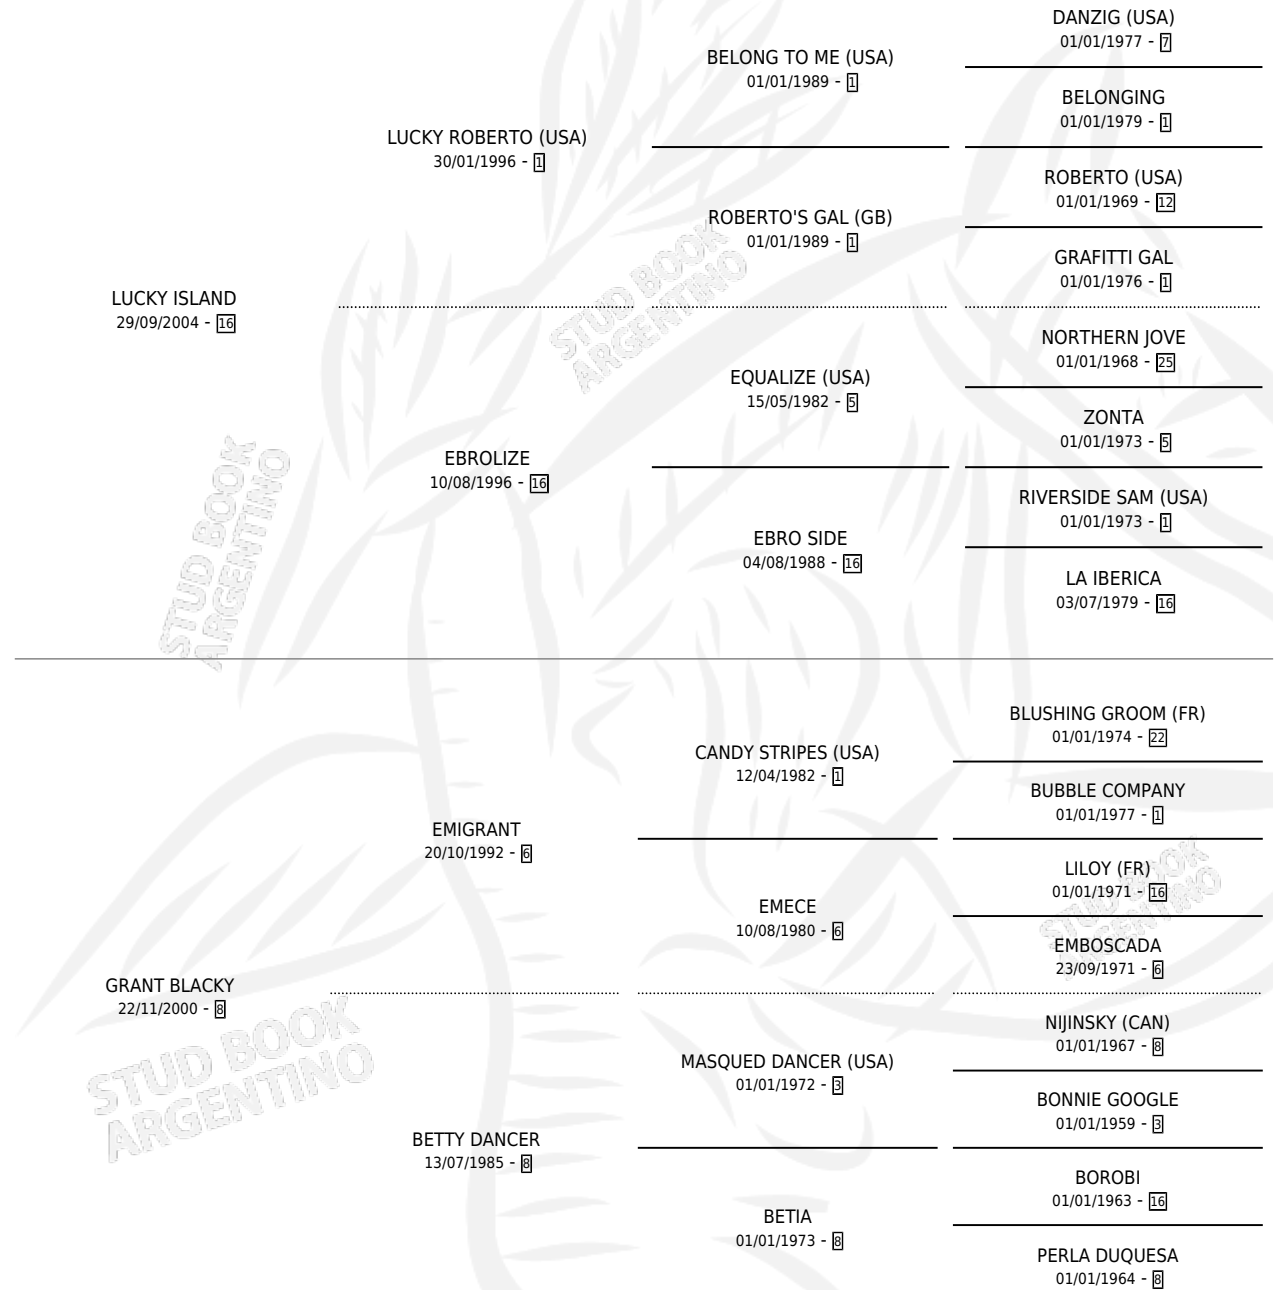 DANZIG (USA)
01/01/1977 - 7
BELONG TO ME (USA)
01/01/1989 - 1
BELONGING
01/01/1979 - 1
LUCKY ROBERTO (USA)
30/01/1996 - 1
ROBERTO (USA)
01/01/1969 - 12
ROBERTO'S GAL (GB)
01/01/1989 - 1
GRAFITTI GAL
01/01/1976 - 1
LUCKY ISLAND
29/09/2004 - 16
NORTHERN JOVE
01/01/1968 - 25
EQUALIZE (USA)
15/05/1982 - 5
ZONTA
01/01/1973 - 5
EBROLIZE
10/08/1996 - 16
RIVERSIDE SAM (USA)
01/01/1973 - 1
EBRO SIDE
04/08/1988 - 16
LA IBERICA
03/07/1979 - 16
STUD BOOK
ARGENTINO
STUD BOOK
ARGENTINO
BLUSHING GROOM (FR)
01/01/1974 - 22
CANDY STRIPES (USA)
12/04/1982 - 1
BUBBLE COMPANY
01/01/1977 - 1
EMIGRANT
20/10/1992 - 6
LILOY (FR)
01/01/1971 - 16
EMECE
10/08/1980 - 6
EMBOSCADA
23/09/1971 - 6
STUD BOOK
ARGENTINO
GRANT BLACKY
22/11/2000 - 8
NIJINSKY (CAN)
01/01/1967 - 8
MASQUED DANCER (USA)
01/01/1972 - 3
BONNIE GOOGLE
01/01/1959 - 3
STUD BOOK
ARGENTINO
BETTY DANCER
13/07/1985 - 8
BOROBI
01/01/1963 - 16
BETIA
01/01/1973 - 8
PERLA DUQUESA
01/01/1964 - 8